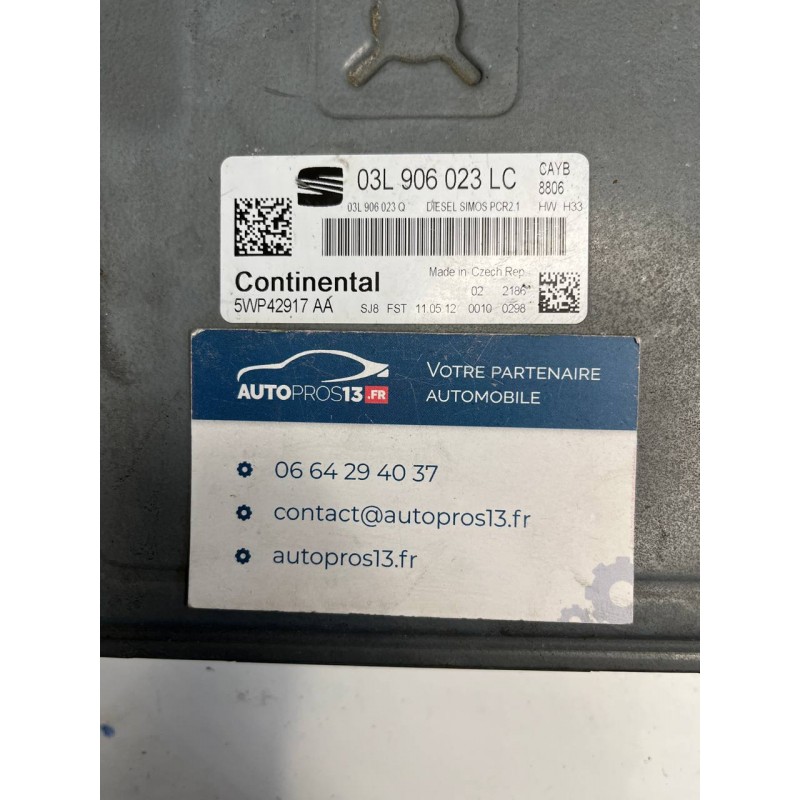 03L 906 023 LC
CAYB
8806
03L 906 023 Q DIESEL SIMOS PCR2.1 HW H33
Continental
Made in Czech Rep.
02 2186
5WP42917 AA SJ8 FST 11.05.12 0010 0298
AUTOPROS13.FR
VOTRE PARTENAIRE
AUTOMOBILE
06 64 29 40 37
contact@autopros13.fr
autopros13.fr